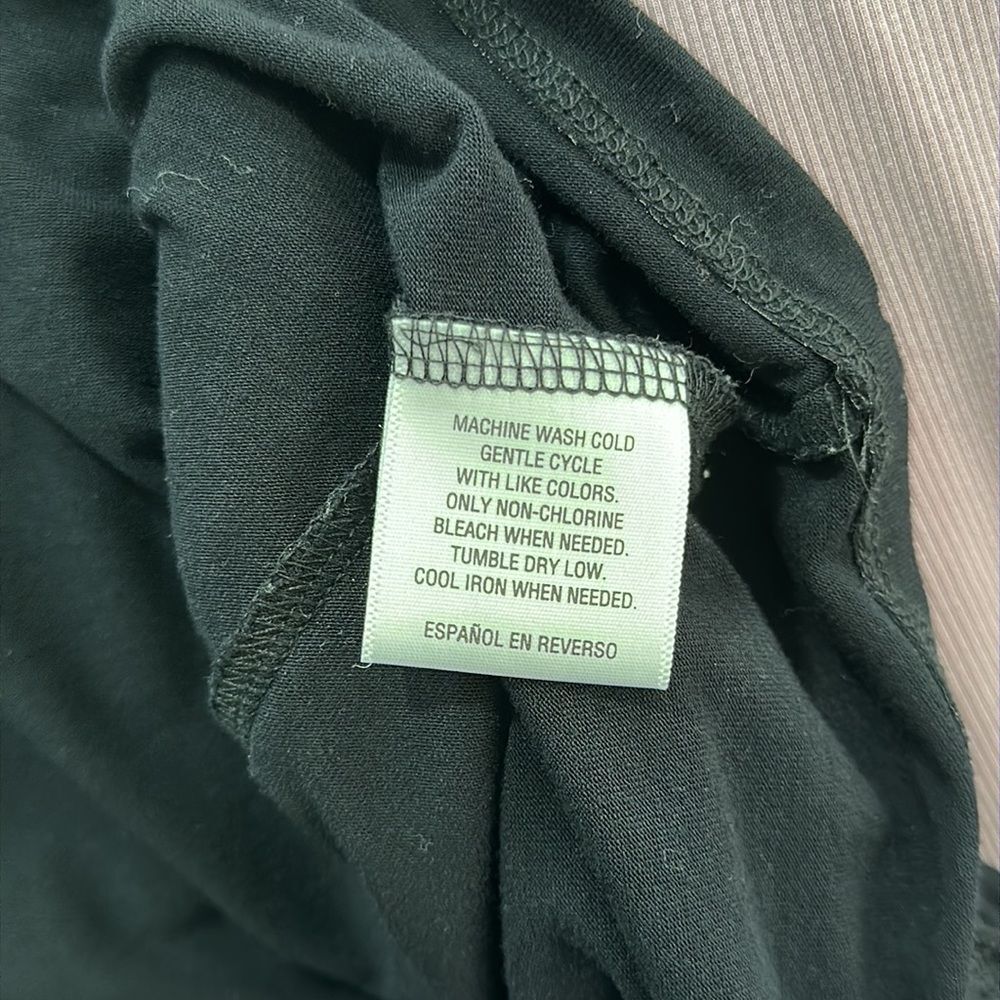 MACHINE WASH COLD
GENTLE CYCLE
WITH LIKE COLORS.
ONLY NON-CHLORINE
BLEACH WHEN NEEDED.
TUMBLE DRY LOW.
COOL IRON WHEN NEEDED.
ESPAÑOL EN REVERSO